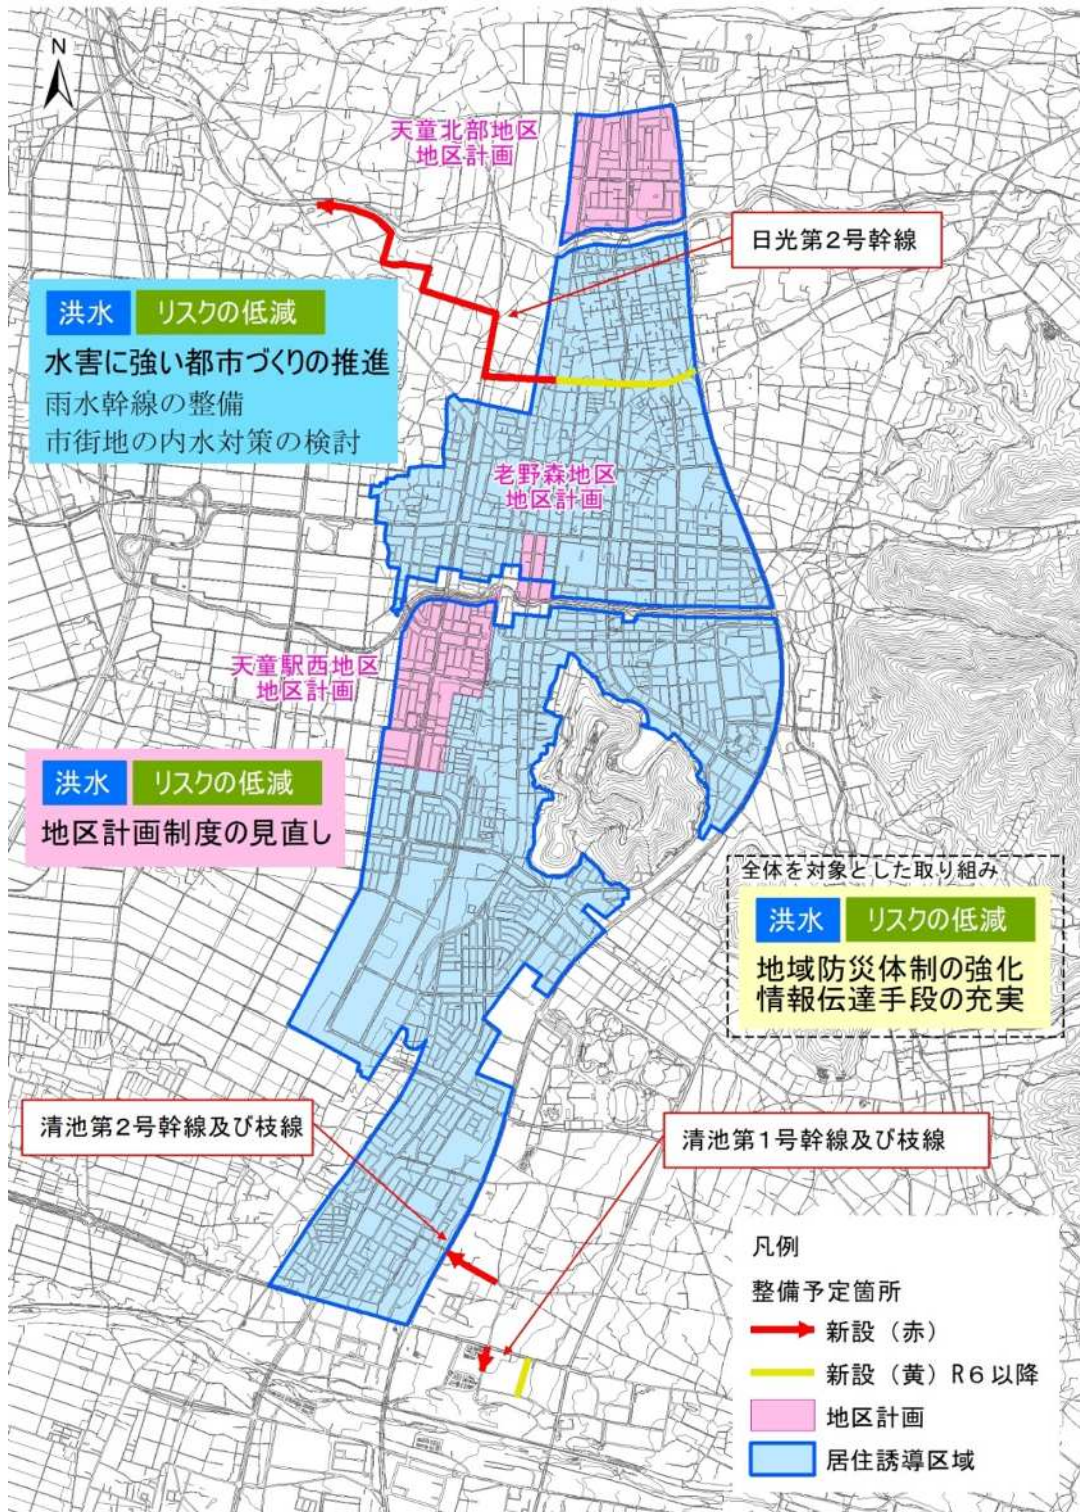 N
天童北部地区
地区計画
日光第2号幹線
洪水 リスクの低減
水害に強い都市づくりの推進
雨水幹線の整備
市街地の内水対策の検討
老野森地区
地区計画
天童駅西地区
地区計画
洪水 リスクの低減
地区計画制度の見直し
全体を対象とした取り組み
洪水 リスクの低減
地域防災体制の強化
情報伝達手段の充実
清池第2号幹線及び枝線
清池第1号幹線及び枝線
凡例
整備予定箇所
新設（赤）
新設（黄）R6以降
地区計画
居住誘導区域